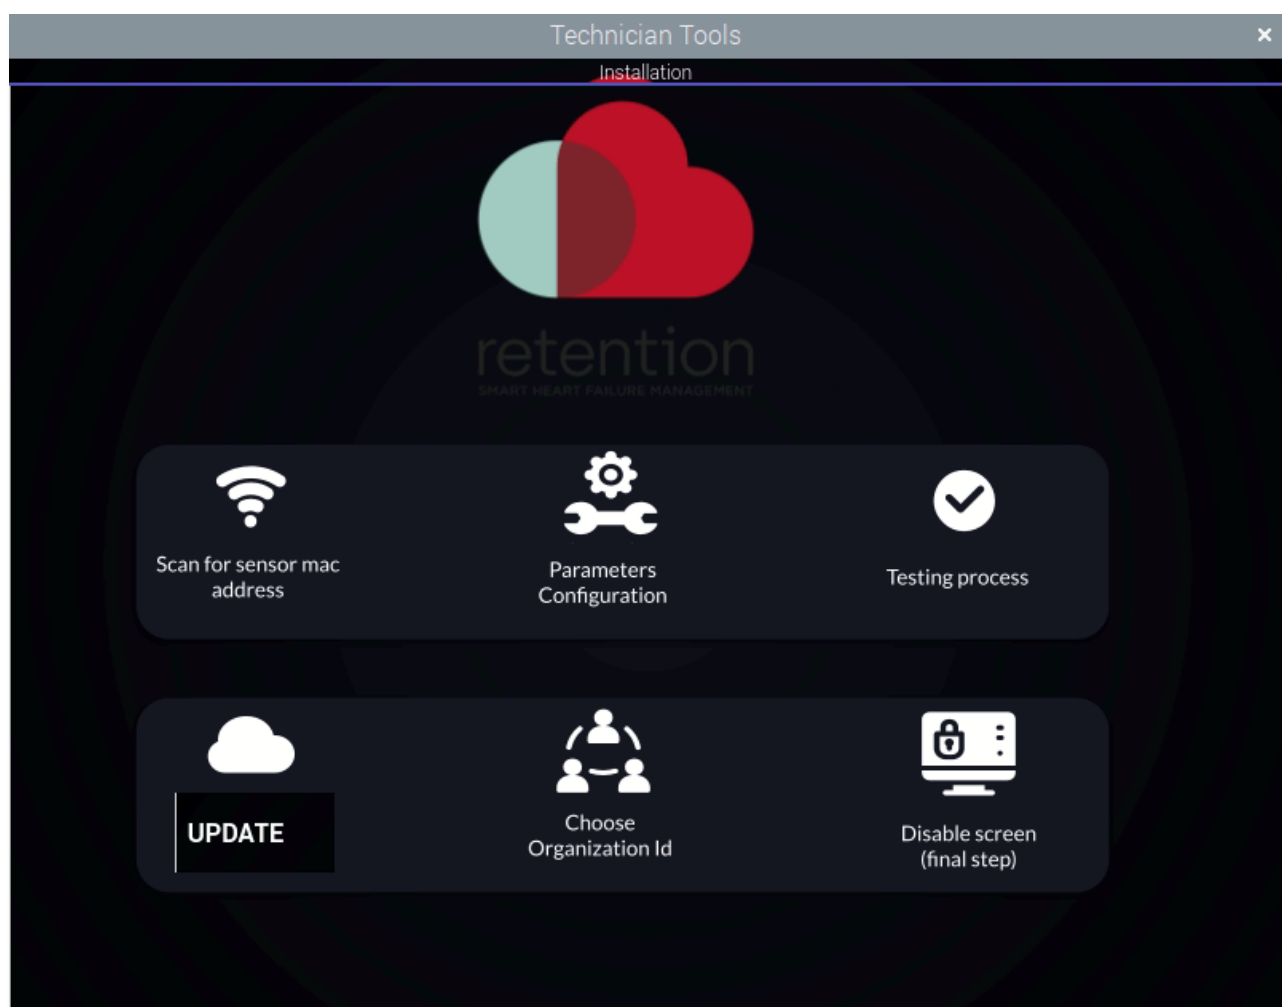 Technician Tools
Installation
retention
SMART HEART FAILURE MANAGEMENT
Scan for sensor mac
address
Parameters
Configuration
Testing process
UPDATE
Choose
Organization Id
Disable screen
(final step)